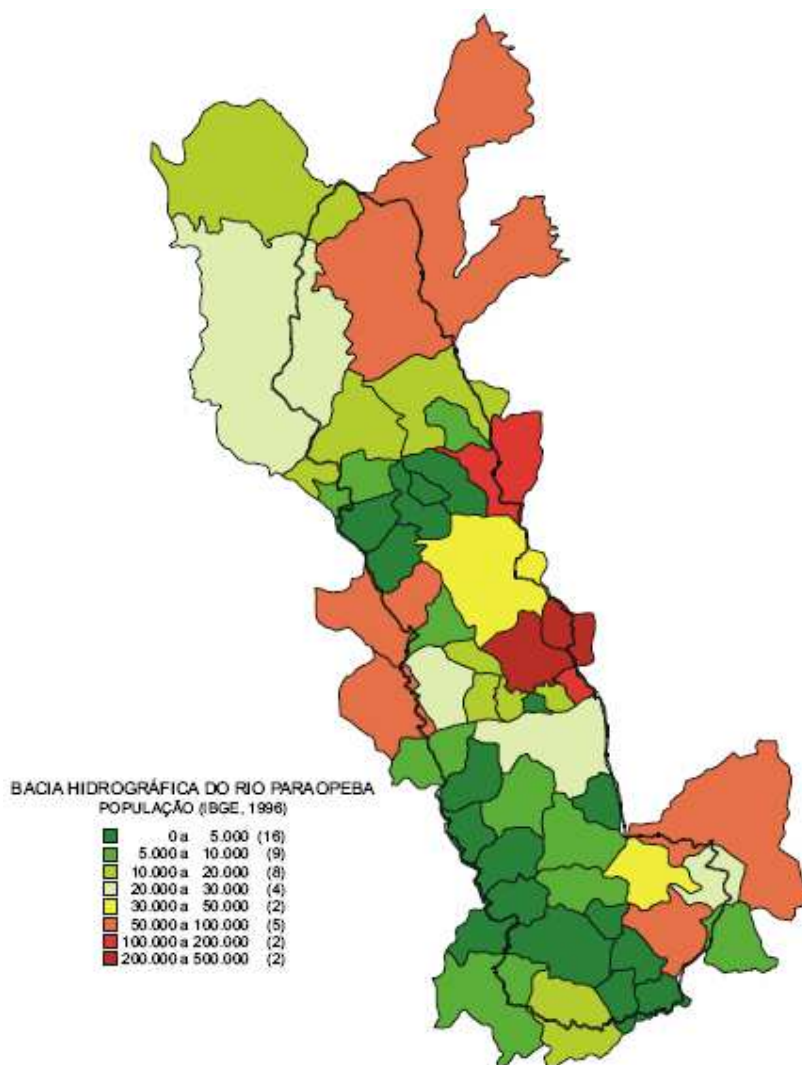 BACIA HIDROGRÁFICA DO RIO PARAOPEBA
POPULAÇÃO (IBGE, 1996)
0 a 5.000 (16)
5.000 a 10.000 (9)
10.000 a 20.000 (8)
20.000 a 30.000 (4)
30.000 a 50.000 (2)
50.000 a 100.000 (5)
100.000 a 200.000 (2)
200.000 a 500.000 (2)